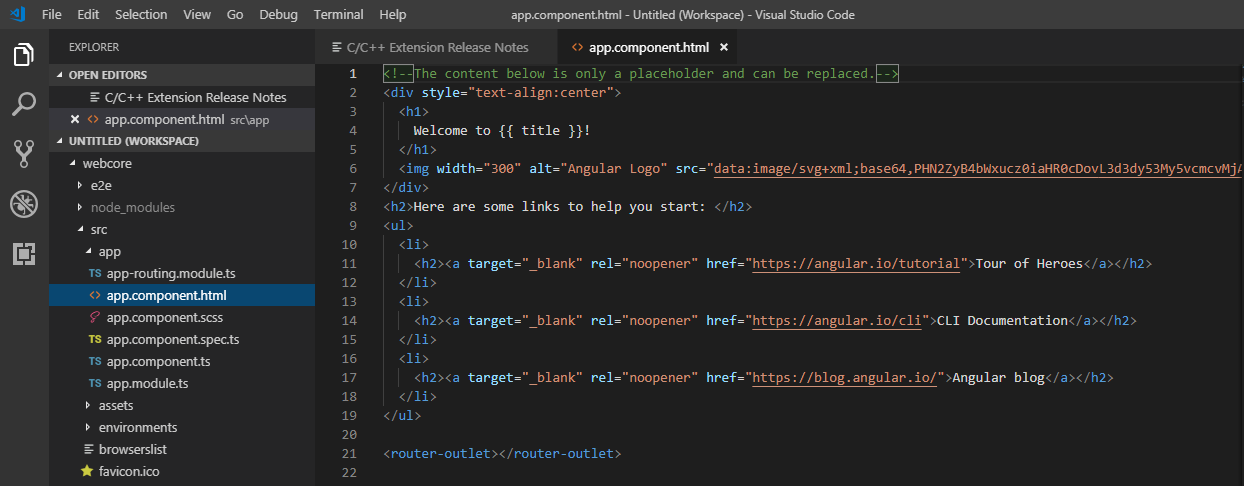 File Edit Selection View Go Debug Terminal Help app.component.html - Untitled (Workspace) - Visual Studio Code
EXPLORER
OPEN EDITORS
C/C++ Extension Release Notes
app.component.html src\app
UNTITLED (WORKSPACE)
webcore
e2e
node_modules
src
app
TS app-routing.module.ts
<> app.component.html
app.component.scss
TS app.component.spec.ts
TS app.component.ts
TS app.module.ts
assets
environments
browserslist
favicon.ico
C/C++ Extension Release Notes <> app.component.html ×
1 <!--The content below is only a placeholder and can be replaced.-->
2 <div style="text-align:center">
3 <h1>
4 Welcome to {{ title }}!
5 </h1>
6 <img width="300" alt="Angular Logo" src="data:image/svg+xml;base64,PHN2ZyB4bWxucz0iaHR0cDovL3d3dy53My5vcmcvMjA
7 </div>
8 <h2>Here are some links to help you start: </h2>
9 <ul>
10 <li>
11 <h2><a target="_blank" rel="noopener" href="https://angular.io/tutorial">Tour of Heroes</a></h2>
12 </li>
13 <li>
14 <h2><a target="_blank" rel="noopener" href="https://angular.io/cli">CLI Documentation</a></h2>
15 </li>
16 <li>
17 <h2><a target="_blank" rel="noopener" href="https://blog.angular.io/">Angular blog</a></h2>
18 </li>
19 </ul>
20
21 <router-outlet></router-outlet>
22